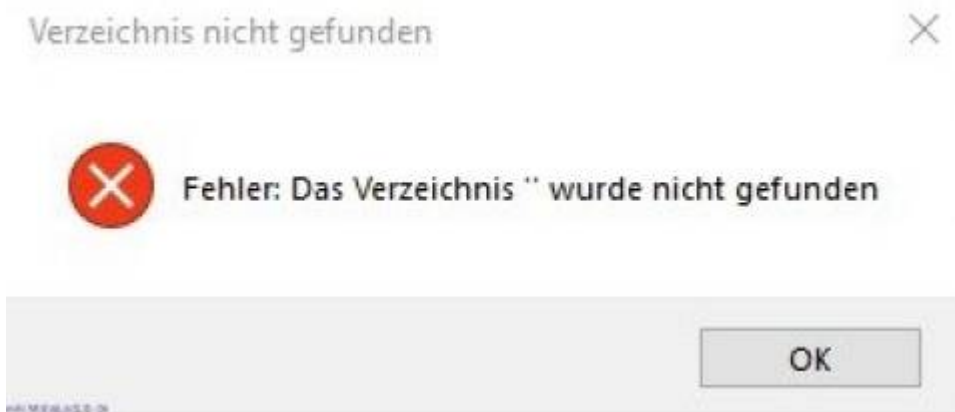 Verzeichnis nicht gefunden
Fehler: Das Verzeichnis '' wurde nicht gefunden
OK